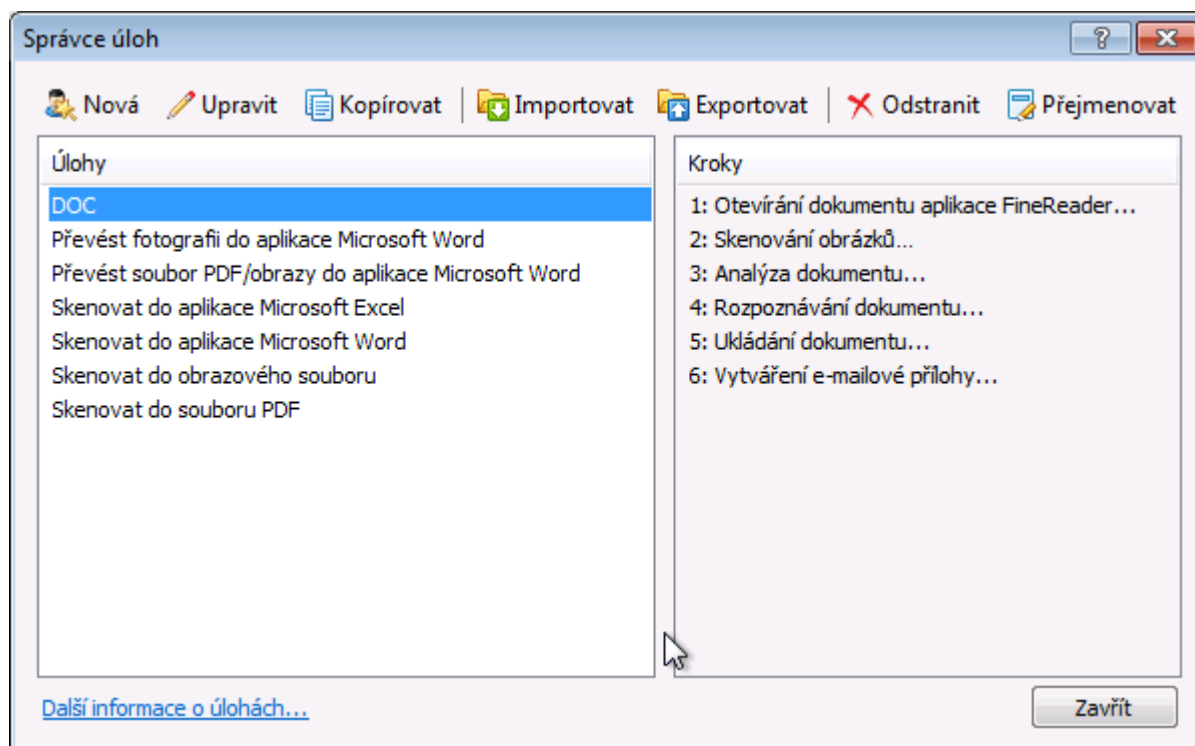 Správce úloh
Nová Upravit Kopírovat Importovat Exportovat Odstranit Přejmenovat
Úlohy
DOC
Převést fotografii do aplikace Microsoft Word
Převést soubor PDF/obrazy do aplikace Microsoft Word
Skenovat do aplikace Microsoft Excel
Skenovat do aplikace Microsoft Word
Skenovat do obrazového souboru
Skenovat do souboru PDF
Kroky
1: Otevírání dokumentu aplikace FineReader...
2: Skenování obrázků...
3: Analýza dokumentu...
4: Rozpoznávání dokumentu...
5: Ukládání dokumentu...
6: Vytváření e-mailové přílohy...
Další informace o úlohách...
Zavřít